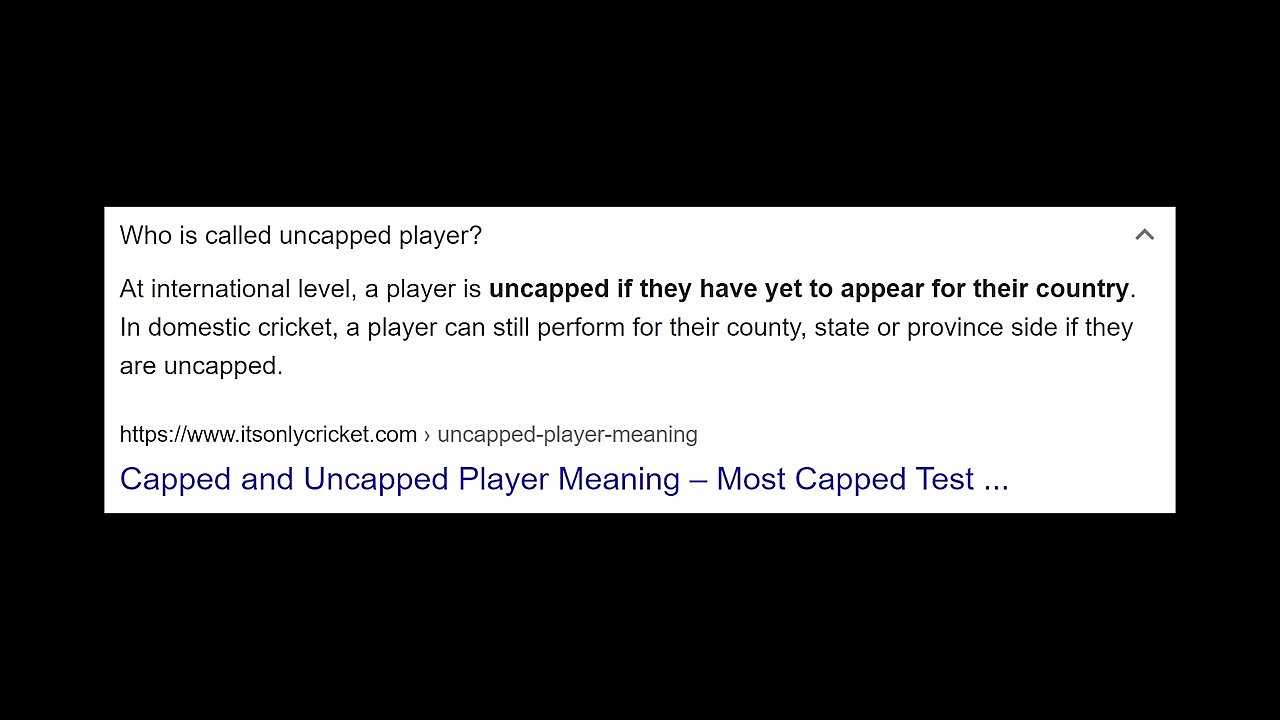 Who is called uncapped player?
At international level, a player is uncapped if they have yet to appear for their country.
In domestic cricket, a player can still perform for their county, state or province side if they
are uncapped.
https://www.itsonlycricket.com › uncapped-player-meaning
Capped and Uncapped Player Meaning – Most Capped Test ...